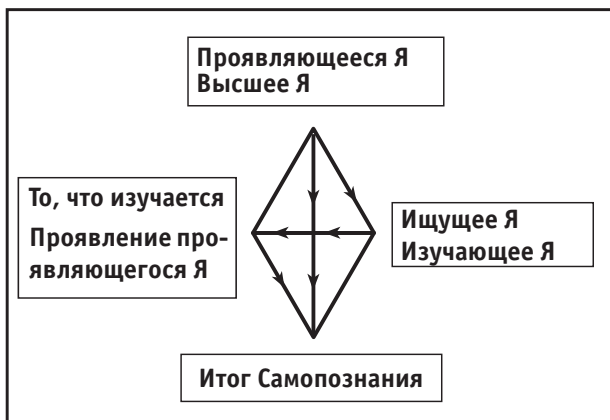 Проявляющееся Я
Высшее Я
То, что изучается
Проявление про-
являющегося Я
Ищущее Я
Изучающее Я
Итог Самопознания